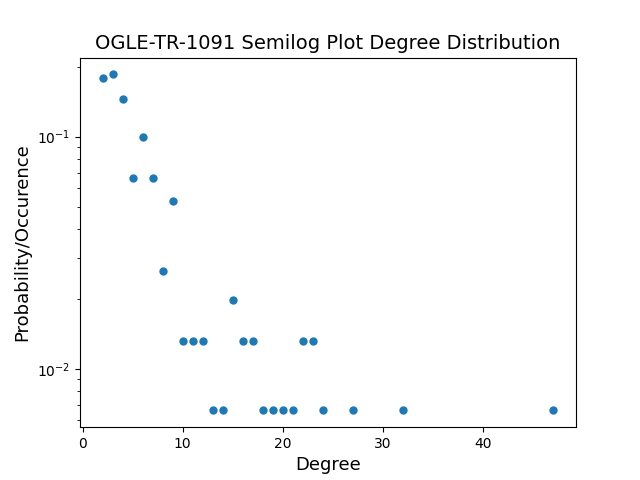 OGLE-TR-1091 Semilog Plot Degree Distribution
Probability/Occurence
10⁻¹
10⁻²
0 10 20 30 40
Degree